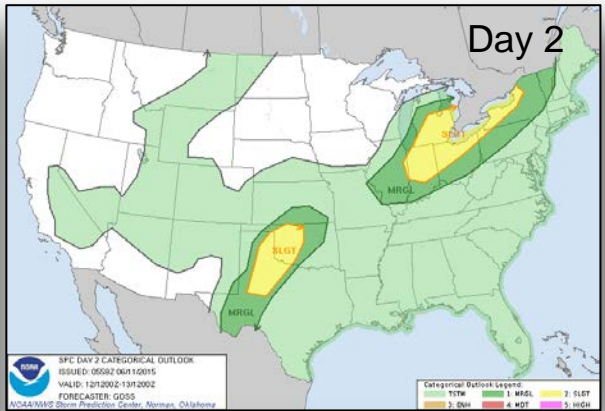 Day 2
SLGT
MRGL
SLGT
MRGL
NOAA
SPC DAY 2 CATEGORICAL OUTLOOK
ISSUED: 0559Z 06/11/2015
VALID: 12/1200Z-13/1200Z
FORECASTER: GOSS
NOAA/NWS Storm Prediction Center, Norman, Oklahoma
Categorical Outlook Legend:
TSTM 1: MRGL 2: SLGT
3: ENH 4: MDT 5: HIGH